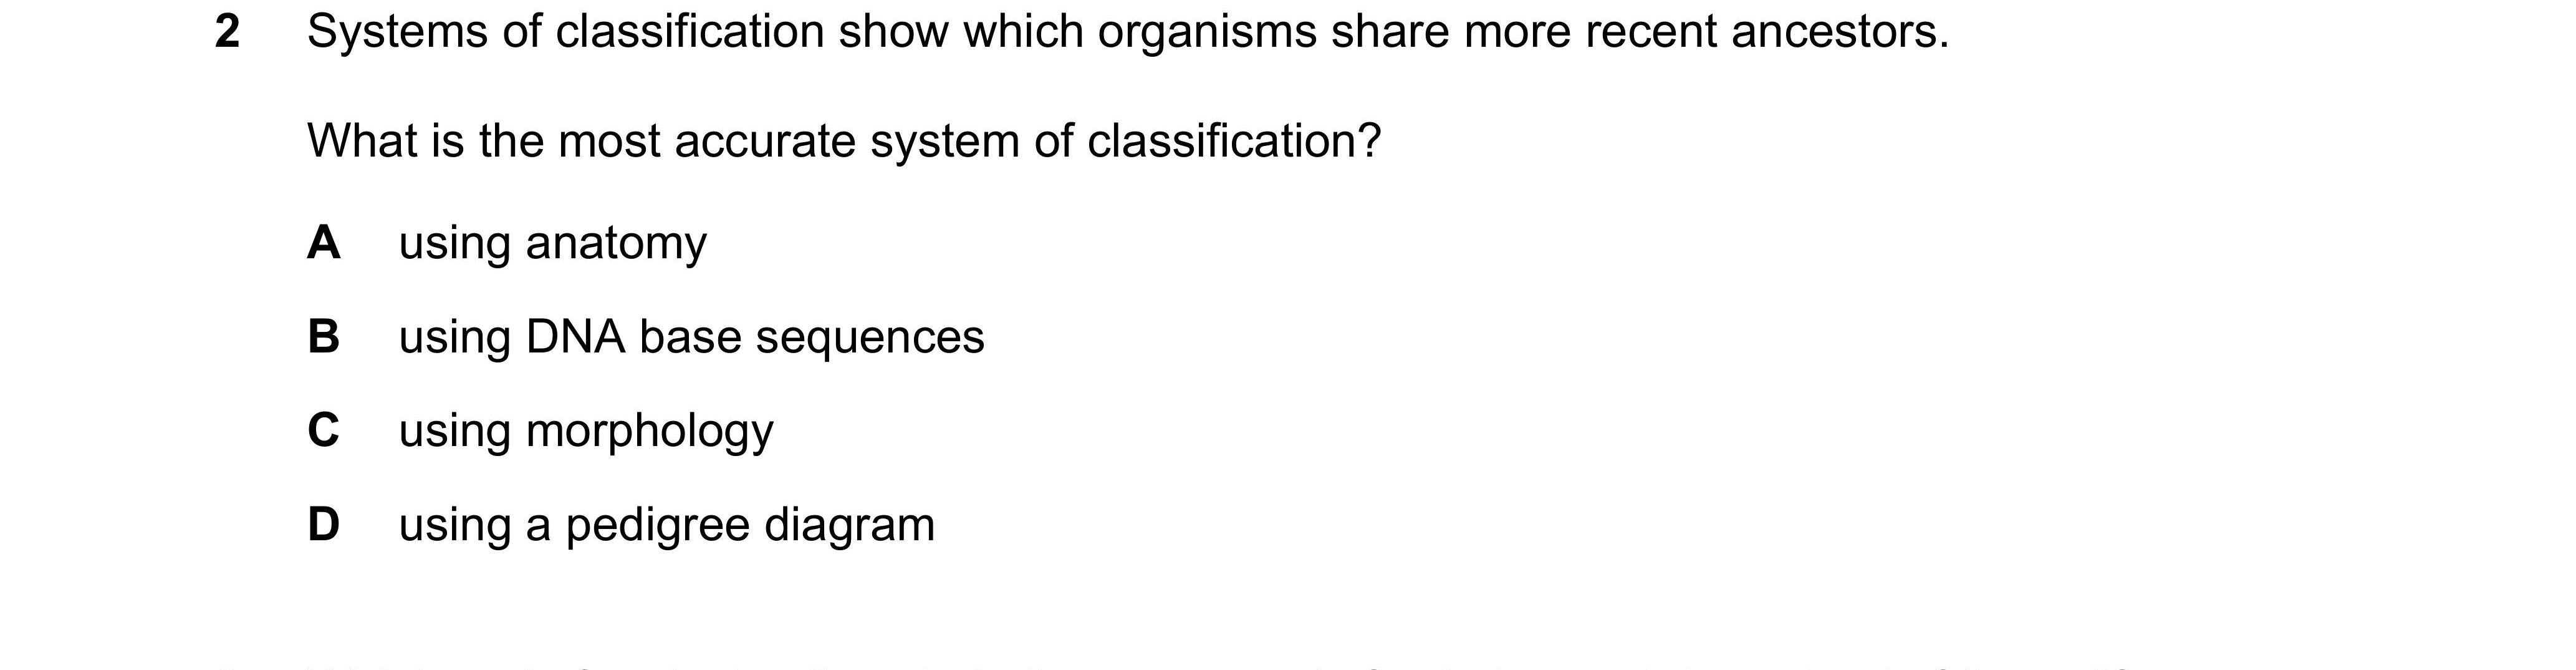 2 Systems of classification show which organisms share more recent ancestors.
What is the most accurate system of classification?
A using anatomy
B using DNA base sequences
C using morphology
D using a pedigree diagram